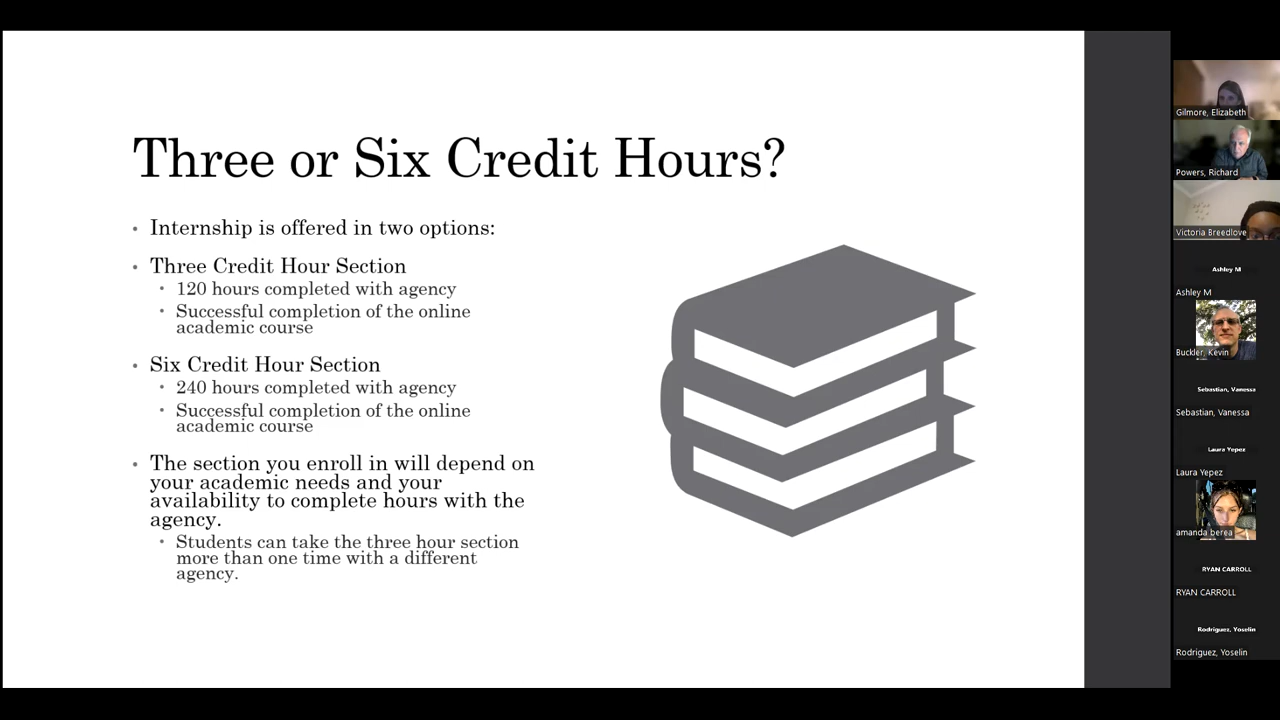 Three or Six Credit Hours?
• Internship is offered in two options:
• Three Credit Hour Section
• 120 hours completed with agency
• Successful completion of the online
academic course
• Six Credit Hour Section
• 240 hours completed with agency
• Successful completion of the online
academic course
• The section you enroll in will depend on
your academic needs and your
availability to complete hours with the
agency.
• Students can take the three hour section
more than one time with a different
agency.
Gilmore, Elizabeth
Powers, Richard
Victoria Breedlove
Ashley M
Ashley M
Buckler, Kevin
Sebastian, Vanessa
Sebastian, Vanessa
Laura Yepez
Laura Yepez
amanda berea
RYAN CARROLL
RYAN CARROLL
Rodriguez, Yoselin
Rodriguez, Yoselin